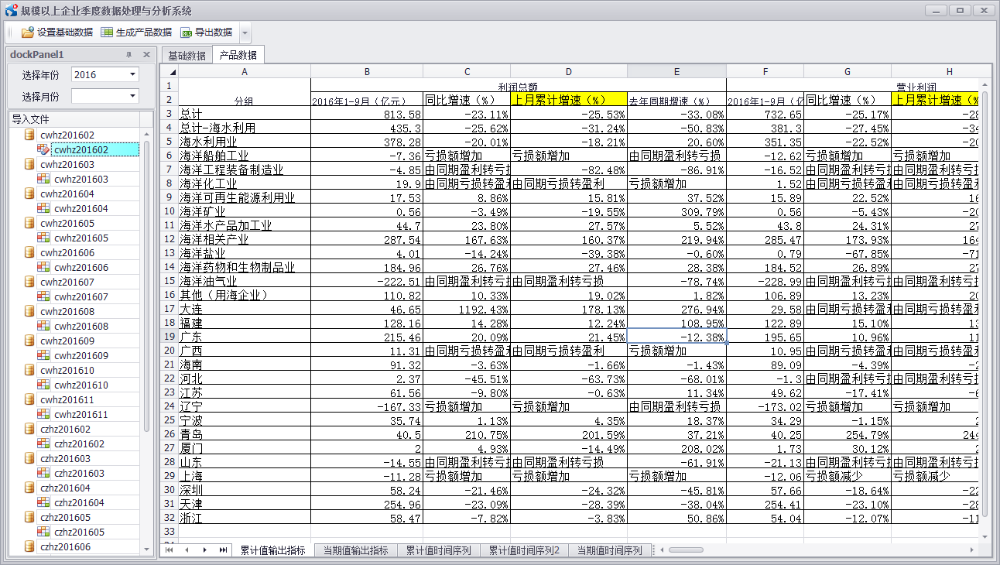 规模以上企业季度数据处理与分析系统
设置基础数据 生成产品数据 导出数据
dockPanel1
选择年份 2016
选择月份
导入文件
cwhz201602
cwhz201602
cwhz201603
cwhz201603
cwhz201604
cwhz201604
cwhz201605
cwhz201605
cwhz201606
cwhz201606
cwhz201607
cwhz201607
cwhz201608
cwhz201608
cwhz201609
cwhz201609
cwhz201610
cwhz201610
cwhz201611
cwhz201611
czhz201602
czhz201602
czhz201603
czhz201603
czhz201604
czhz201604
czhz201605
czhz201605
czhz201606
基础数据 产品数据
A B C D E F G H
1 利润总额 营业利润
2 分组 2016年1-9月（亿元） 同比增速（%） 上月累计增速（%） 去年同期增速（%） 2016年1-9月（亿 同比增速（%） 上月累计增速（%
3 总计 813.58 -23.11% -25.53% -33.08% 732.65 -25.17% -28
4 总计-海水利用 435.3 -25.62% -31.24% -50.83% 381.3 -27.45% -34
5 海水利用业 378.28 -20.01% -18.21% 20.60% 351.35 -22.52% -20
6 海洋船舶工业 -7.36 亏损额增加 亏损额增加 由同期盈利转亏损 -12.62 亏损额增加 亏损额增加
7 海洋工程装备制造业 -4.85 由同期盈利转亏损 -82.48% -86.91% -16.52 由同期盈利转亏损 由同期盈利转亏损
8 海洋化工业 19.9 由同期亏损转盈利 由同期亏损转盈利 亏损额增加 1.52 由同期亏损转盈利 由同期亏损转盈利
9 海洋可再生能源利用业 17.53 8.86% 15.81% 37.52% 15.89 22.52% 16
10 海洋矿业 0.56 -3.49% -19.55% 309.79% 0.56 -5.43% -20
11 海洋水产品加工业 44.7 23.80% 27.57% 5.52% 43.8 24.31% 27
12 海洋相关产业 287.54 167.63% 160.37% 219.94% 285.47 173.93% 164
13 海洋盐业 4.01 -14.24% -39.38% -0.60% 0.79 -67.85% -71
14 海洋药物和生物制品业 184.96 26.76% 27.46% 28.38% 184.52 26.89% 27
15 海洋油气业 -222.51 由同期盈利转亏损 由同期盈利转亏损 -78.74% -228.99 由同期盈利转亏损 由同期盈利转亏损
16 其他（用海企业） 110.82 10.33% 19.02% 1.82% 106.89 13.23% 20
17 大连 46.65 1192.43% 178.13% 276.94% 29.58 由同期亏损转盈利 由同期亏损转盈利
18 福建 128.16 14.28% 12.24% 108.95% 122.89 15.10% 13
19 广东 215.46 20.09% 21.45% -12.38% 195.65 10.96% 11
20 广西 11.31 由同期亏损转盈利 由同期亏损转盈利 亏损额增加 10.95 由同期亏损转盈利 由同期亏损转盈利
21 海南 91.32 -3.63% -1.66% -1.43% 89.09 -4.39% -2
22 河北 2.37 -45.51% -63.73% -68.01% -1.3 由同期盈利转亏损 由同期盈利转亏损
23 江苏 61.56 -9.80% -0.63% 11.34% 49.62 -17.41% -6
24 辽宁 -167.33 亏损额增加 亏损额增加 由同期盈利转亏损 -173.02 亏损额增加 亏损额增加
25 宁波 35.74 1.13% 4.35% 18.37% 34.29 -1.15% 2
26 青岛 40.5 210.75% 201.59% 37.21% 40.25 254.79% 244
27 厦门 2 4.93% -14.49% 208.02% 1.73 30.12% 2
28 山东 -14.55 由同期盈利转亏损 由同期盈利转亏损 -61.91% -21.13 由同期盈利转亏损 由同期盈利转亏损
29 上海 -11.28 亏损额增加 亏损额增加 亏损额增加 -12.06 亏损额减少 亏损额减少
30 深圳 58.24 -21.46% -24.32% -45.81% 57.66 -18.64% -22
31 天津 254.96 -23.09% -28.39% -38.04% 254.41 -23.10% -28
32 浙江 58.47 -7.82% -3.83% 50.86% 54.04 -12.07% -11
33
累计值输出指标 当期值输出指标 累计值时间序列 累计值时间序列2 当期值时间序列